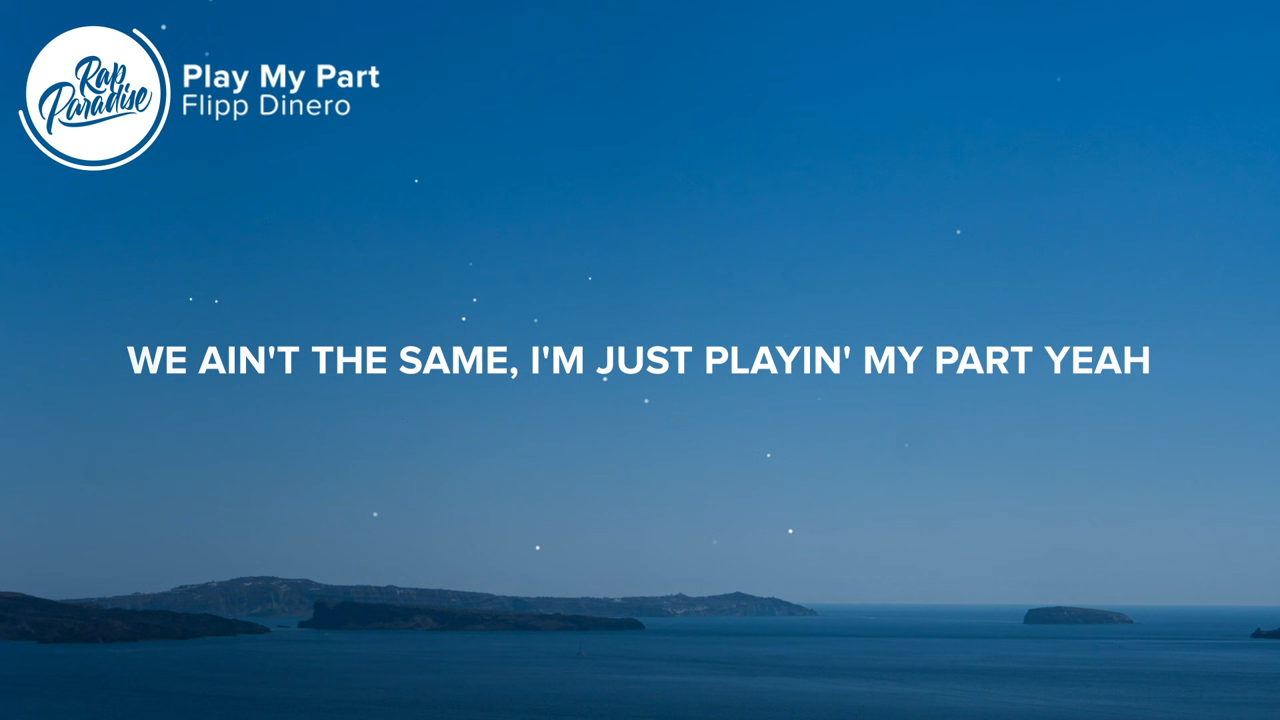 Rap
Paradise
Play My Part
Flipp Dinero
WE AIN'T THE SAME, I'M JUST PLAYIN' MY PART YEAH